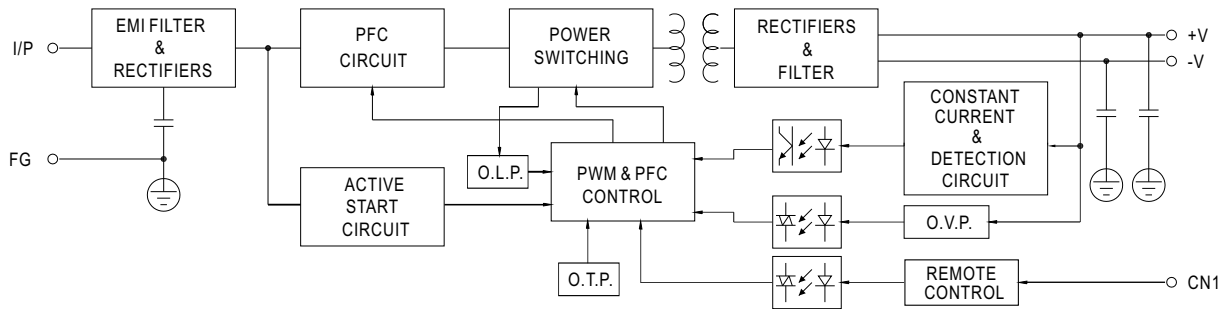 I/P
EMI FILTER
&
RECTIFIERS
PFC
CIRCUIT
POWER
SWITCHING
RECTIFIERS
&
FILTER
+V
-V
FG
O.L.P.
PWM & PFC
CONTROL
CONSTANT
CURRENT
&
DETECTION
CIRCUIT
ACTIVE
START
CIRCUIT
O.V.P.
O.T.P.
REMOTE
CONTROL
CN1